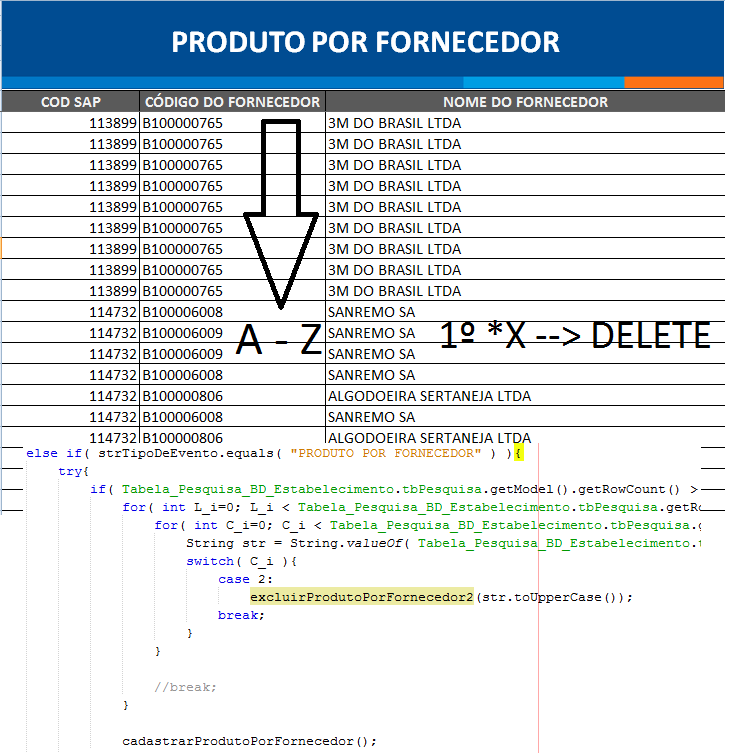 PRODUTO POR FORNECEDOR
COD SAP CÓDIGO DO FORNECEDOR NOME DO FORNECEDOR
113899 B100000765 3M DO BRASIL LTDA
113899 B100000765 3M DO BRASIL LTDA
113899 B100000765 3M DO BRASIL LTDA
113899 B100000765 3M DO BRASIL LTDA
113899 B100000765 3M DO BRASIL LTDA
113899 B100000765 3M DO BRASIL LTDA
113899 B100000765 3M DO BRASIL LTDA
113899 B100000765 3M DO BRASIL LTDA
113899 B100000765 3M DO BRASIL LTDA
114732 B100006008 SANREMO SA
114732 B100006009 SANREMO SA
A - Z 1º *X --> DELETE
114732 B100006009 SANREMO SA
114732 B100006008 SANREMO SA
114732 B100000806 ALGODOEIRA SERTANEJA LTDA
114732 B100006008 SANREMO SA
114732 B100000806 ALGODOEIRA SERTANEJA LTDA
else if( strTipoDeEvento.equals( "PRODUTO POR FORNECEDOR" ) ){
try{
if( Tabela_Pesquisa_BD_Estabelecimento.tbPesquisa.getModel().getRowCount() >
for( int L_i=0; L_i < Tabela_Pesquisa_BD_Estabelecimento.tbPesquisa.getRo
for( int C_i=0; C_i < Tabela_Pesquisa_BD_Estabelecimento.tbPesquisa.g
String str = String.valueOf( Tabela_Pesquisa_BD_Estabelecimento.t
switch( C_i ){
case 2:
excluirProdutoPorFornecedor2(str.toUpperCase());
break;
}
}
//break;
}
cadastrarProdutoPorFornecedor();